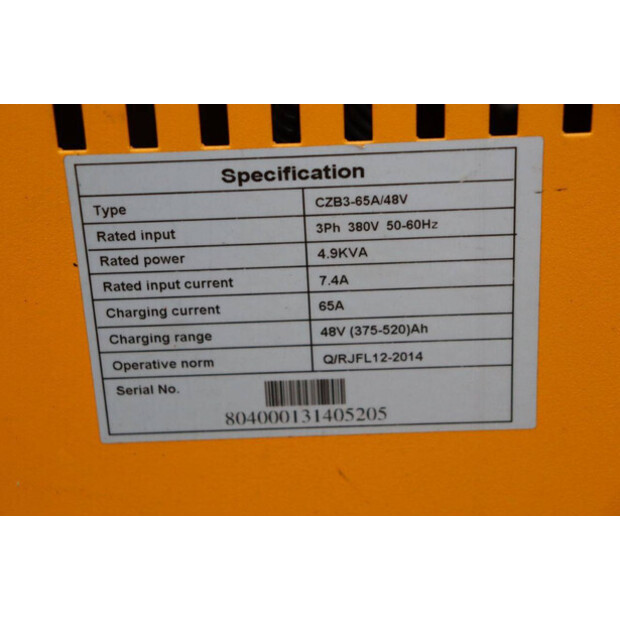 Specification
Type CZB3-65A/48V
Rated input 3Ph 380V 50-60Hz
Rated power 4.9KVA
Rated input current 7.4A
Charging current 65A
Charging range 48V (375-520)Ah
Operative norm Q/RJFL12-2014
Serial No.
804000131405205